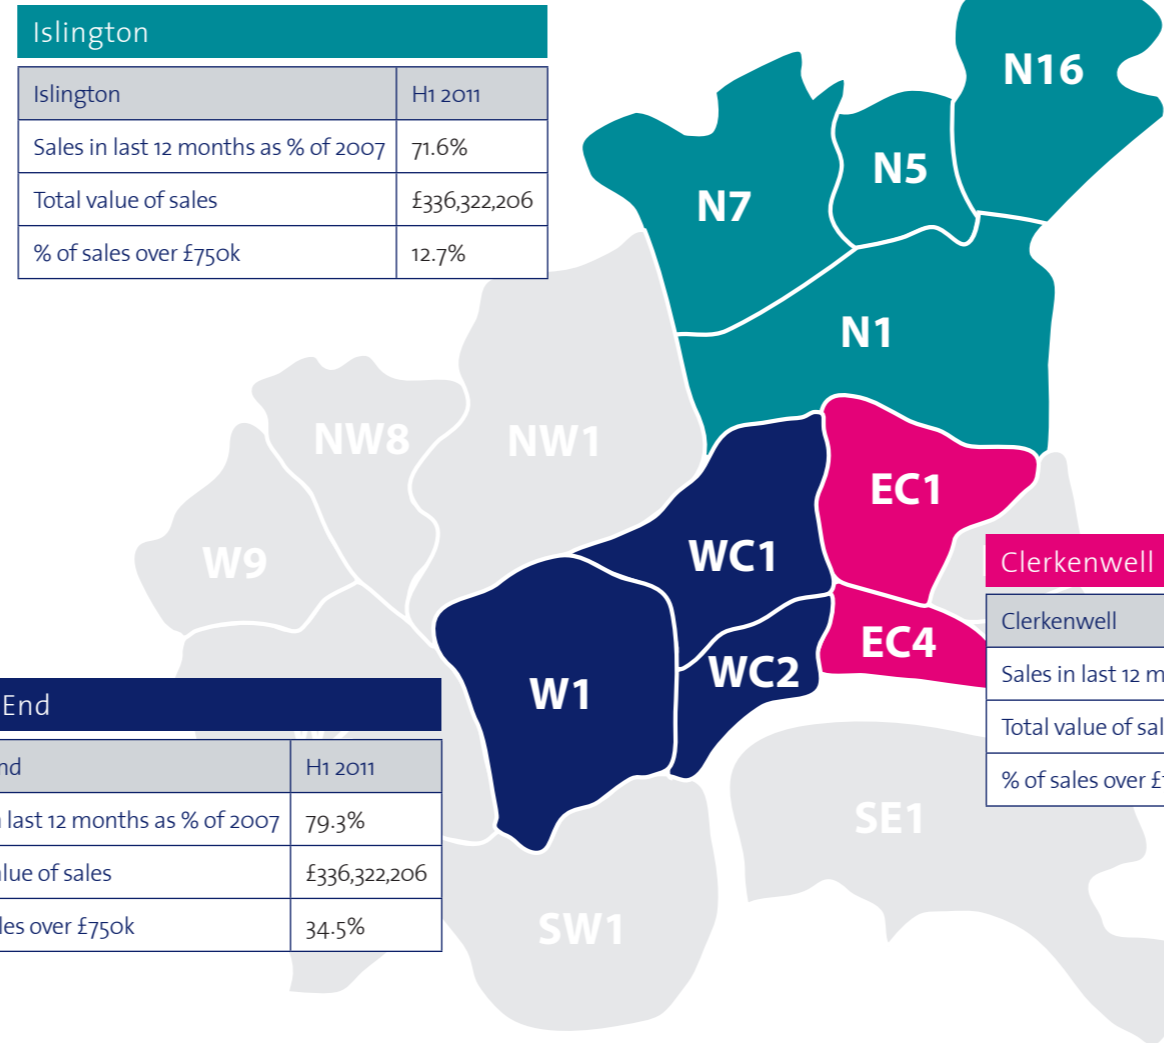 Islington
Islington H1 2011
Sales in last 12 months as % of 2007 71.6%
Total value of sales £336,322,206
% of sales over £750k 12.7%
N16
N5
N7
N1
NW8
NW1
EC1
W9
WC1
EC4
WC2
W1
SE1
SW1
Clerkenwell
Clerkenwell
Sales in last 12 m
Total value of sal
% of sales over £
End
nd H1 2011
last 12 months as % of 2007 79.3%
alue of sales £336,322,206
les over £750k 34.5%